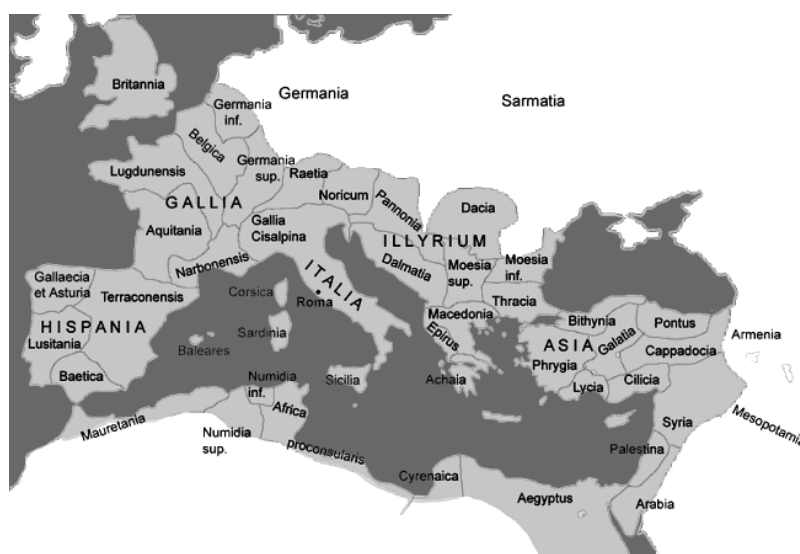 Britannia
Germania
Sarmatia
Germania
inf.
Belgica
Lugdunensis
Germania
sup.
Raetia
Noricum
Pannonia
Dacia
GALLIA
Aquitania
Gallia
Cisalpina
ILLYRIUM
Narbonensis
Dalmatia
Moesia
sup.
Moesia
inf.
Gallaecia
et Asturia
Terraconensis
Corsica
ITALIA
Roma
Thracia
Macedonia
Epirus
HISPANIA
Lusitania
Baetica
Baleares
Sardinia
Bithynia
Pontus
Armenia
ASIA
Galatia
Cappadocia
Phrygia
Lycia
Cilicia
Numidia
inf.
Sicilia
Achaia
Africa
proconsularis
Mauretania
Numidia
sup.
Syria
Mesopotamia
Palestina
Cyrenaica
Aegyptus
Arabia